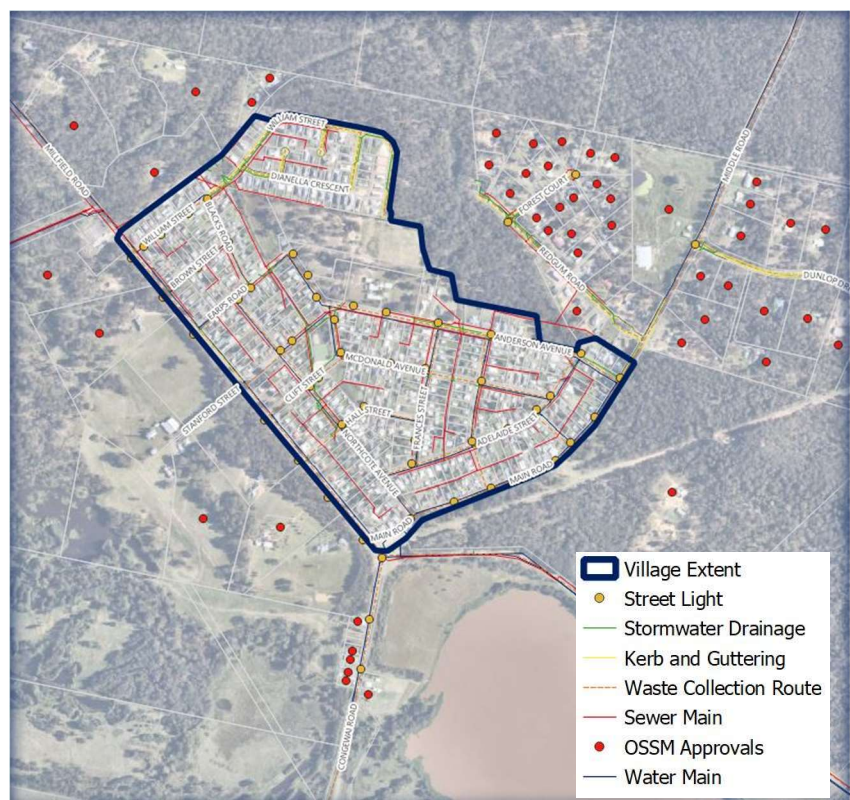 WILLIAM STREET
MIDDLE ROAD
MILLFIELD ROAD
DIANELLA CRESCENT
FOREST COURT
WILLIAM STREET
BLACKS ROAD
BROWN STREET
REDGUM ROAD
DUNLOP DR
EARPS ROAD
ANDERSON AVENUE
MCDONALD AVENUE
CLIFT STREET
STANFORD STREET
HALL STREET
FRANCES STREET
ADELAIDE STREET
NORTHCOTE AVENUE
MAIN ROAD
MAIN ROAD
CONGEWAI ROAD
Village Extent
Street Light
Stormwater Drainage
Kerb and Guttering
Waste Collection Route
Sewer Main
OSSM Approvals
Water Main